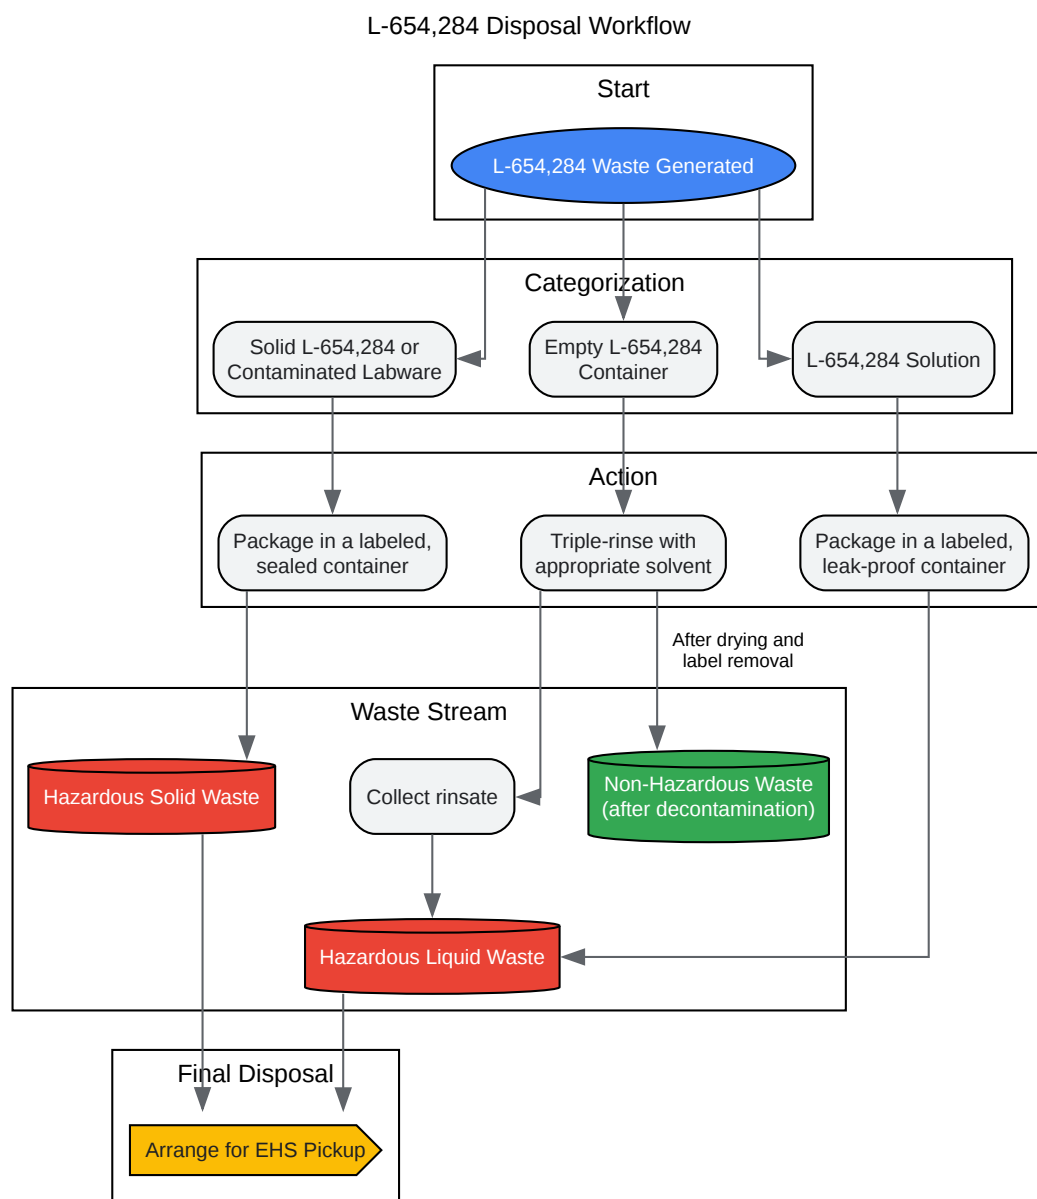 L-654,284 Disposal Workflow
Start
L-654,284 Waste Generated
Categorization
Solid L-654,284 or
Contaminated Labware
Empty L-654,284
Container
L-654,284 Solution
Action
Package in a labeled,
sealed container
Triple-rinse with
appropriate solvent
Package in a labeled,
leak-proof container
After drying and
label removal
Waste Stream
Hazardous Solid Waste
Collect rinsate
Non-Hazardous Waste
(after decontamination)
Hazardous Liquid Waste
Final Disposal
Arrange for EHS Pickup